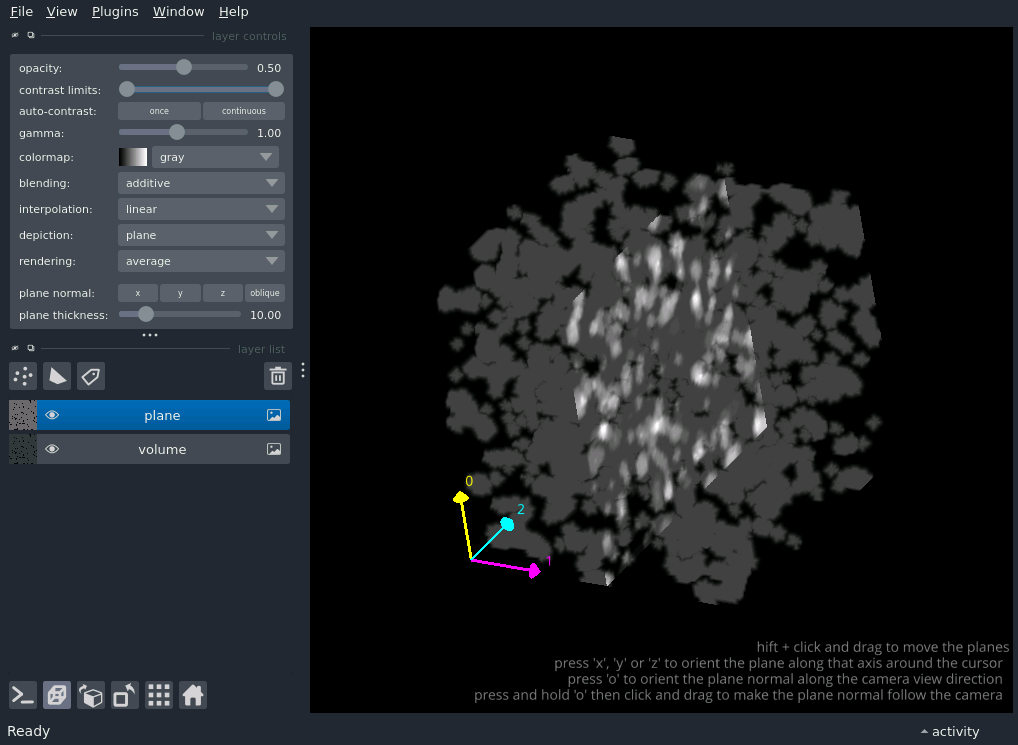 File View Plugins Window Help
layer controls
opacity: 0.50
contrast limits:
auto-contrast: once continuous
gamma: 1.00
colormap: gray
blending: additive
interpolation: linear
depiction: plane
rendering: average
plane normal: x y z oblique
plane thickness: 10.00
layer list
plane
volume
0
2
1
hift + click and drag to move the planes
press 'x', 'y' or 'z' to orient the plane along that axis around the cursor
press 'o' to orient the plane normal along the camera view direction
press and hold 'o' then click and drag to make the plane normal follow the camera
Ready activity